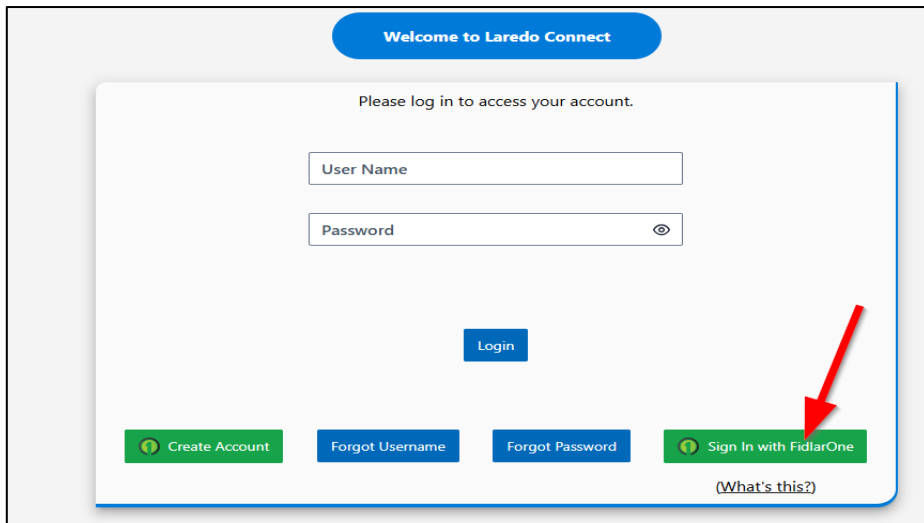 Welcome to Laredo Connect
Please log in to access your account.
User Name
Password
Login
Create Account
Forgot Username
Forgot Password
Sign In with FidlarOne
(What's this?)